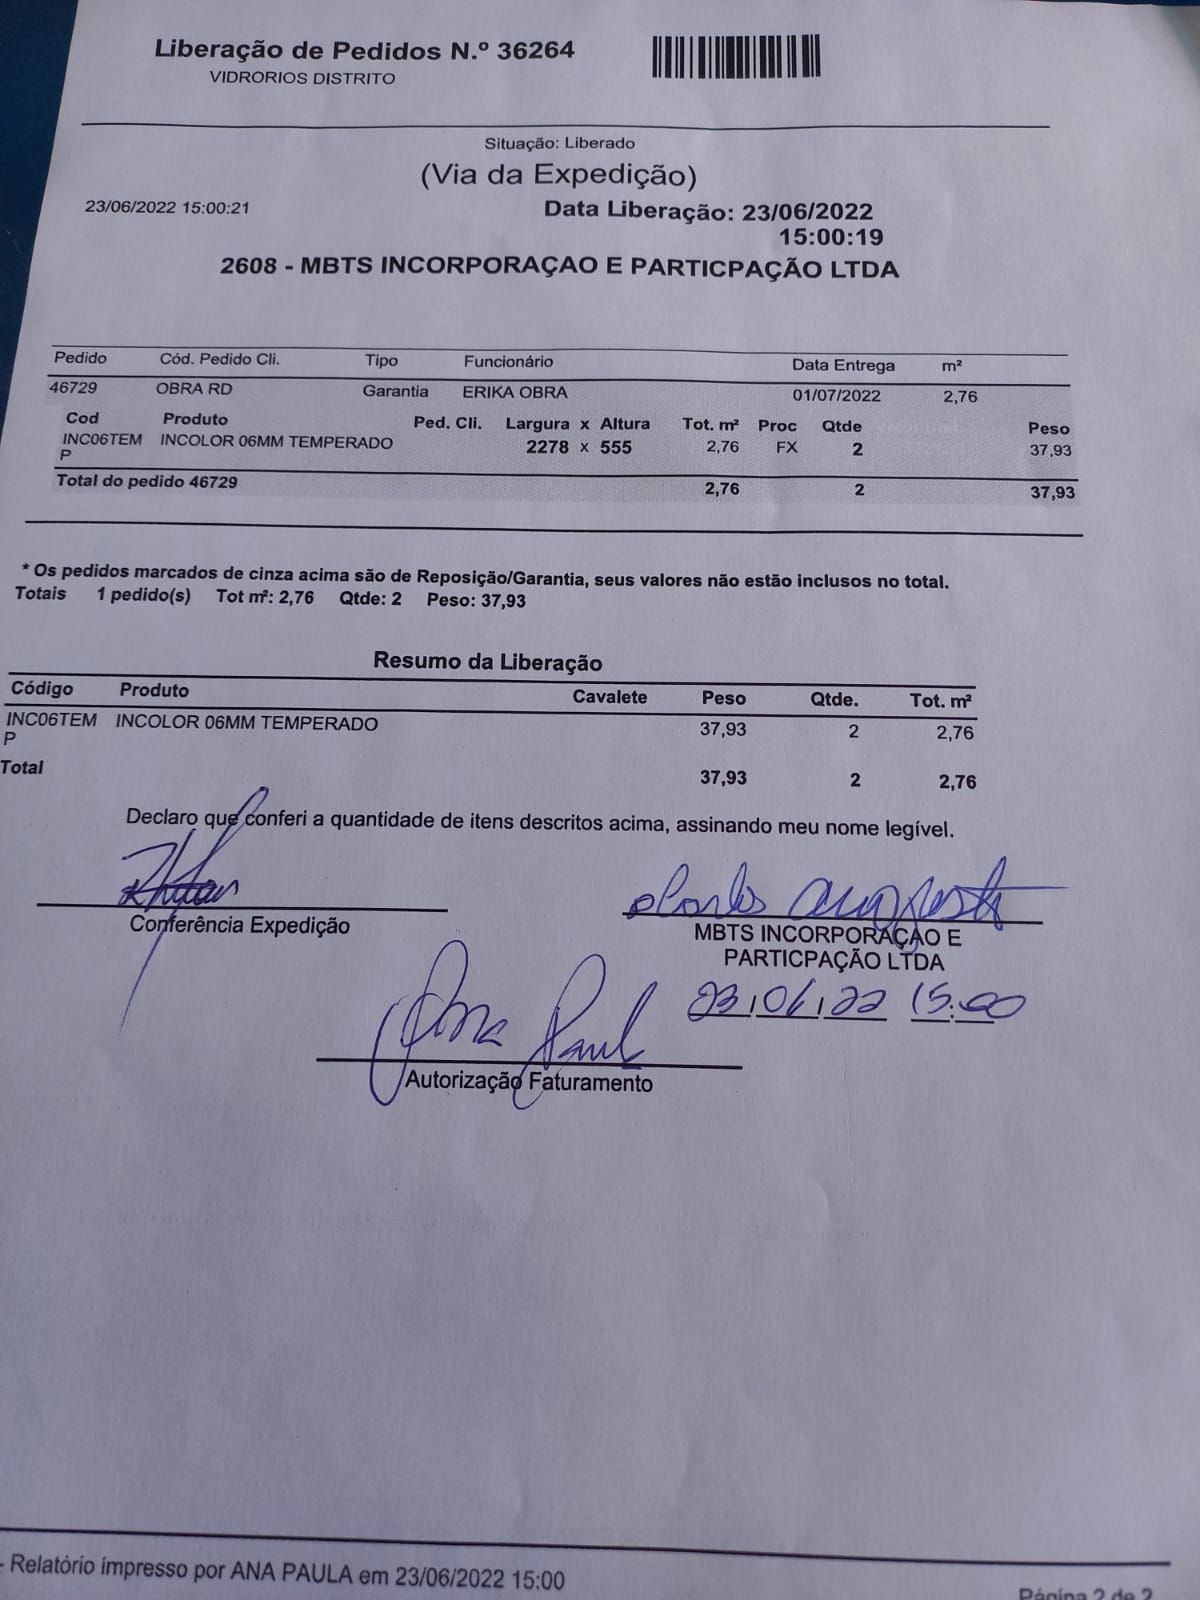 Liberação de Pedidos N.º 36264
VIDRORIOS DISTRITO
Situação: Liberado
(Via da Expedição)
23/06/2022 15:00:21
Data Liberação: 23/06/2022
15:00:19
2608 - MBTS INCORPORAÇAO E PARTICPAÇÃO LTDA
Pedido Cód. Pedido Cli. Tipo Funcionário Data Entrega m²
46729 OBRA RD Garantia ERIKA OBRA 01/07/2022 2,76
Cod Produto Ped. Cli. Largura x Altura Tot. m² Proc Qtde Peso
INC06TEM INCOLOR 06MM TEMPERADO 2278 x 555 2,76 FX 2 37,93
P
Total do pedido 46729 2,76 2 37,93
* Os pedidos marcados de cinza acima são de Reposição/Garantia, seus valores não estão inclusos no total.
Totais 1 pedido(s) Tot m²: 2,76 Qtde: 2 Peso: 37,93
Resumo da Liberação
Código Produto Cavalete Peso Qtde. Tot. m²
INC06TEM INCOLOR 06MM TEMPERADO 37,93 2 2,76
P
Total 37,93 2 2,76
Declaro que conferi a quantidade de itens descritos acima, assinando meu nome legível.
Conferência Expedição
Carlos Augusto
MBTS INCORPORAÇAO E
PARTICPAÇÃO LTDA
23/06/22 15:00
Ana Paul
Autorização Faturamento
- Relatório impresso por ANA PAULA em 23/06/2022 15:00
Página 2 de 2